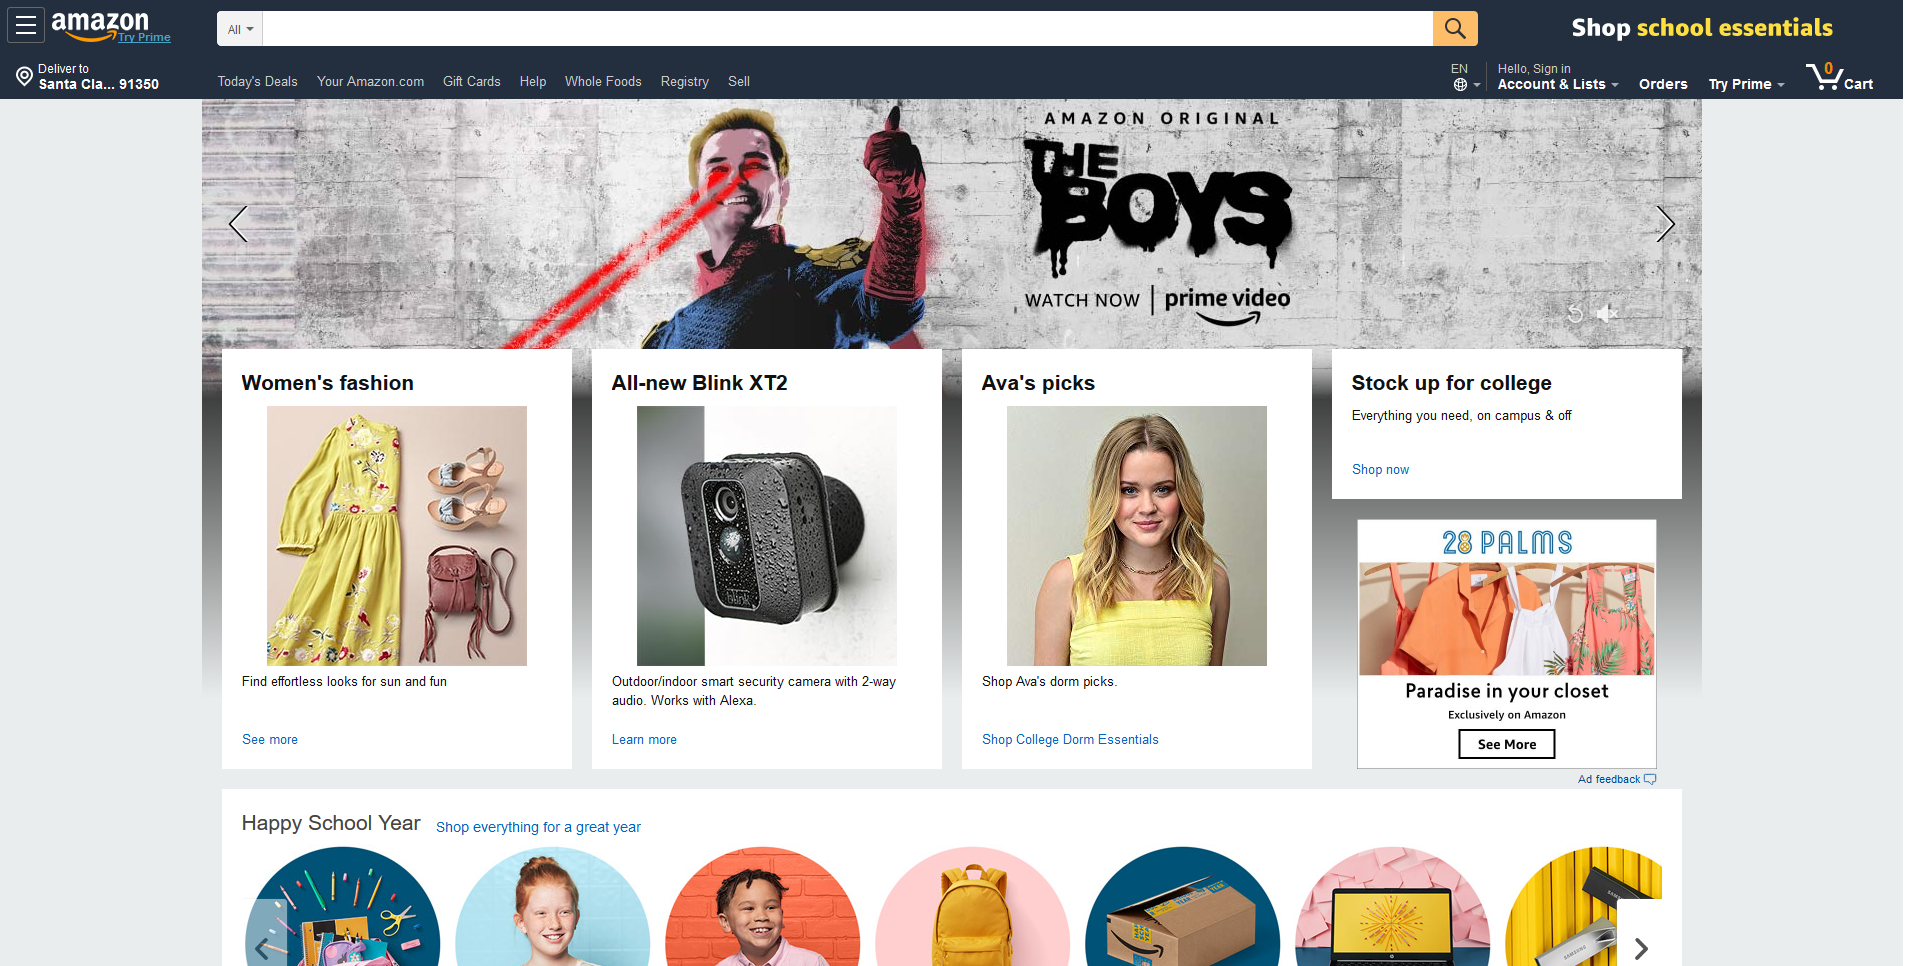 amazon
Try Prime
All
Shop school essentials
Deliver to
Santa Cla... 91350
Today's Deals Your Amazon.com Gift Cards Help Whole Foods Registry Sell
EN
Hello, Sign in
Account & Lists
Orders
Try Prime
0
Cart
AMAZON ORIGINAL
THE
BOYS
WATCH NOW | prime video
Women's fashion
Find effortless looks for sun and fun
See more
All-new Blink XT2
blink
Outdoor/indoor smart security camera with 2-way
audio. Works with Alexa.
Learn more
Ava's picks
Shop Ava's dorm picks.
Shop College Dorm Essentials
Stock up for college
Everything you need, on campus & off
Shop now
28 PALMS
Paradise in your closet
Exclusively on Amazon
See More
Ad feedback
Happy School Year Shop everything for a great year
SAMSUNG
SAMSUNG